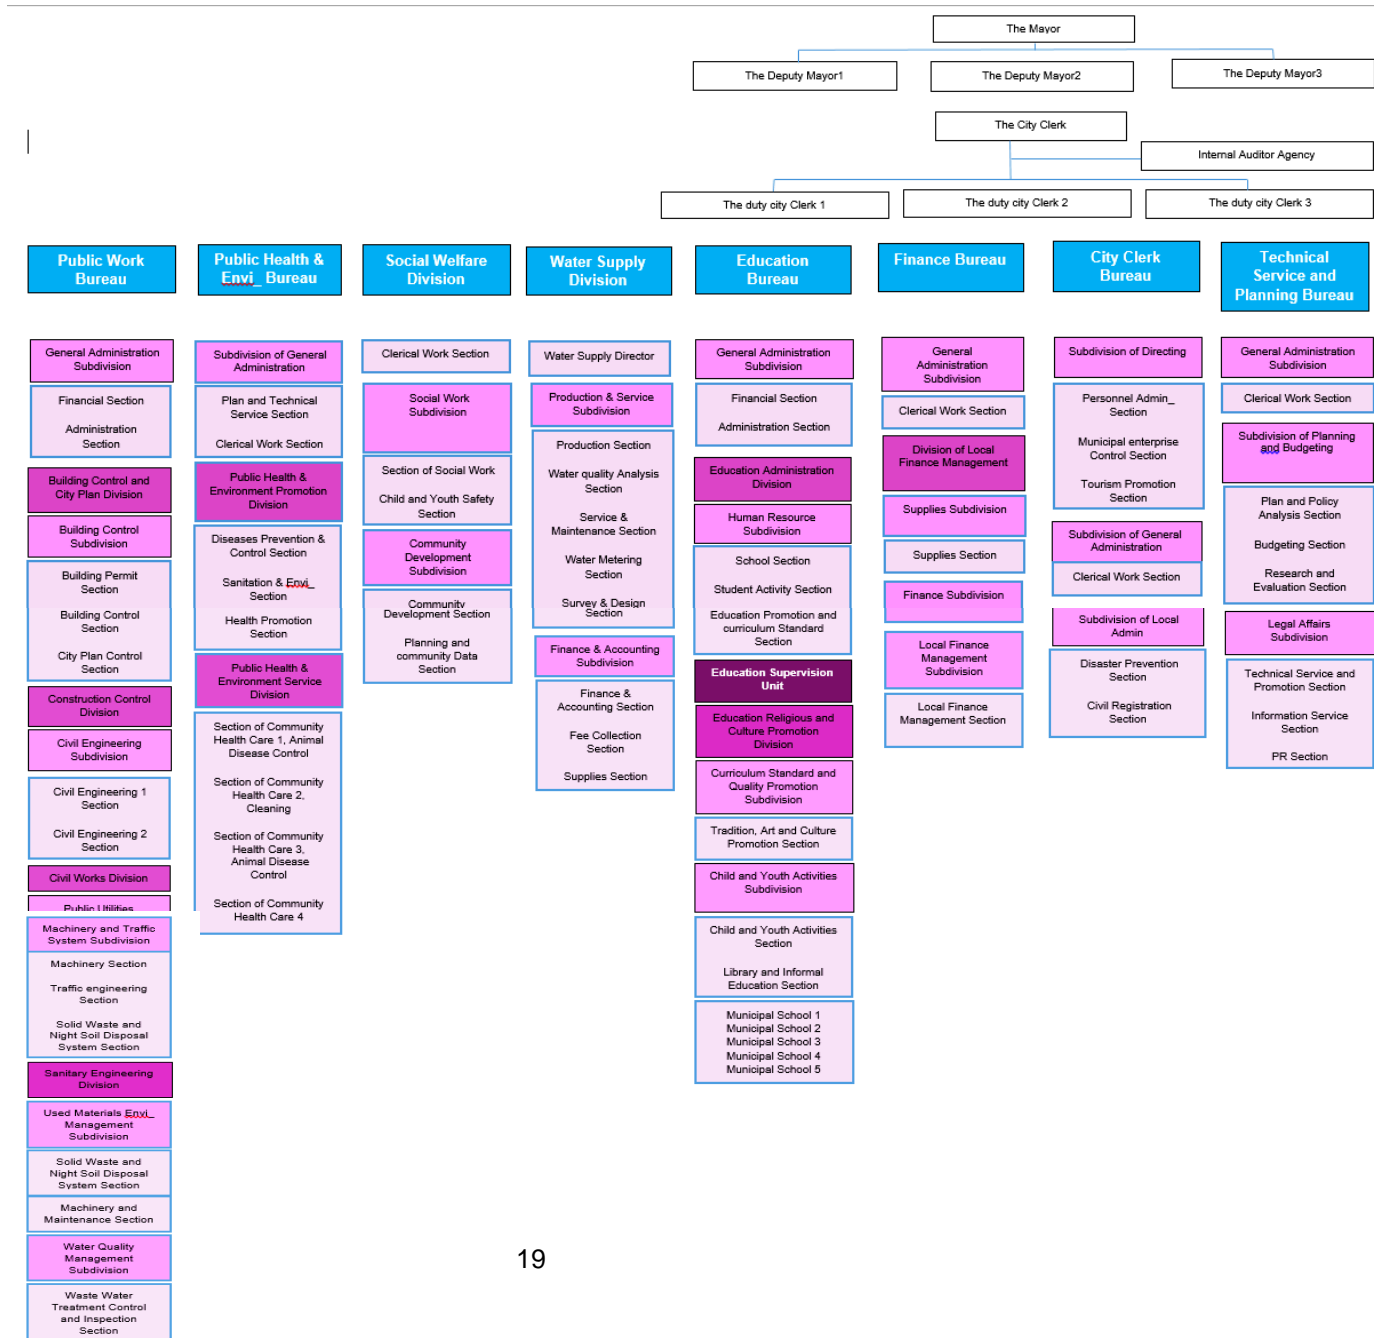 The Mayor
The Deputy Mayor1
The Deputy Mayor2
The Deputy Mayor3
The City Clerk
Internal Auditor Agency
The duty city Clerk 1
The duty city Clerk 2
The duty city Clerk 3
Public Work
Bureau
General Administration
Subdivision
Financial Section
Administration
Section
Building Control and
City Plan Division
Building Control
Subdivision
Building Permit
Section
Building Control
Section
City Plan Control
Section
Construction Control
Division
Civil Engineering
Subdivision
Civil Engineering 1
Section
Civil Engineering 2
Section
Civil Works Division
Public Utilities
Machinery and Traffic
System Subdivision
Machinery Section
Traffic engineering
Section
Solid Waste and
Night Soil Disposal
System Section
Sanitary Engineering
Division
Used Materials Envi_
Management
Subdivision
Solid Waste and
Night Soil Disposal
System Section
Machinery and
Maintenance Section
Water Quality
Management
Subdivision
Waste Water
Treatment Control
and Inspection
Section
Public Health &
Envi_ Bureau
Subdivision of General
Administration
Plan and Technical
Service Section
Clerical Work Section
Public Health &
Environment Promotion
Division
Diseases Prevention &
Control Section
Sanitation & Envi_
Section
Health Promotion
Section
Public Health &
Environment Service
Division
Section of Community
Health Care 1, Animal
Disease Control
Section of Community
Health Care 2,
Cleaning
Section of Community
Health Care 3,
Animal Disease
Control
Section of Community
Health Care 4
Social Welfare
Division
Clerical Work Section
Social Work
Subdivision
Section of Social Work
Child and Youth Safety
Section
Community
Development
Subdivision
Community
Development Section
Planning and
community Data
Section
Water Supply
Division
Water Supply Director
Production & Service
Subdivision
Production Section
Water quality Analysis
Section
Service &
Maintenance Section
Water Metering
Section
Survey & Design
Section
Finance & Accounting
Subdivision
Finance &
Accounting Section
Fee Collection
Section
Supplies Section
Education
Bureau
General Administration
Subdivision
Financial Section
Administration Section
Education Administration
Division
Human Resource
Subdivision
School Section
Student Activity Section
Education Promotion and
curriculum Standard
Section
Education Supervision
Unit
Education Religious and
Culture Promotion
Division
Curriculum Standard and
Quality Promotion
Subdivision
Tradition, Art and Culture
Promotion Section
Child and Youth Activities
Subdivision
Child and Youth Activities
Section
Library and Informal
Education Section
Municipal School 1
Municipal School 2
Municipal School 3
Municipal School 4
Municipal School 5
Finance Bureau
General
Administration
Subdivision
Clerical Work Section
Division of Local
Finance Management
Supplies Subdivision
Supplies Section
Finance Subdivision
Local Finance
Management
Subdivision
Local Finance
Management Section
City Clerk
Bureau
Subdivision of Directing
Personnel Admin_
Section
Municipal enterprise
Control Section
Tourism Promotion
Section
Subdivision of General
Administration
Clerical Work Section
Subdivision of Local
Admin
Disaster Prevention
Section
Civil Registration
Section
Technical
Service and
Planning Bureau
General Administration
Subdivision
Clerical Work Section
Subdivision of Planning
and Budgeting
Plan and Policy
Analysis Section
Budgeting Section
Research and
Evaluation Section
Legal Affairs
Subdivision
Technical Service and
Promotion Section
Information Service
Section
PR Section
19